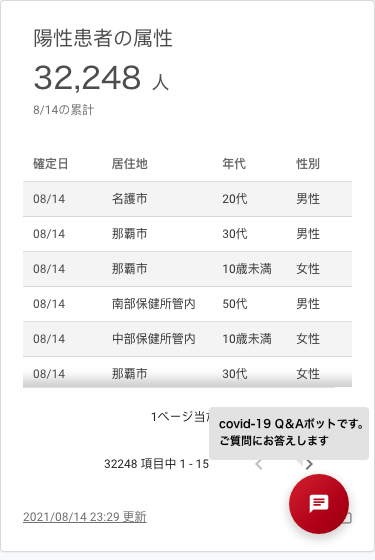 陽性患者の属性
32,248 人
8/14の累計
確定日 居住地 年代 性別
08/14 名護市 20代 男性
08/14 那覇市 30代 男性
08/14 那覇市 10歳未満 女性
08/14 南部保健所管内 50代 男性
08/14 中部保健所管内 10歳未満 女性
08/14 那覇市 30代 女性
1ページ当
covid-19 Q&Aボットです。
ご質問にお答えします
32248 項目中 1 - 15
2021/08/14 23:29 更新